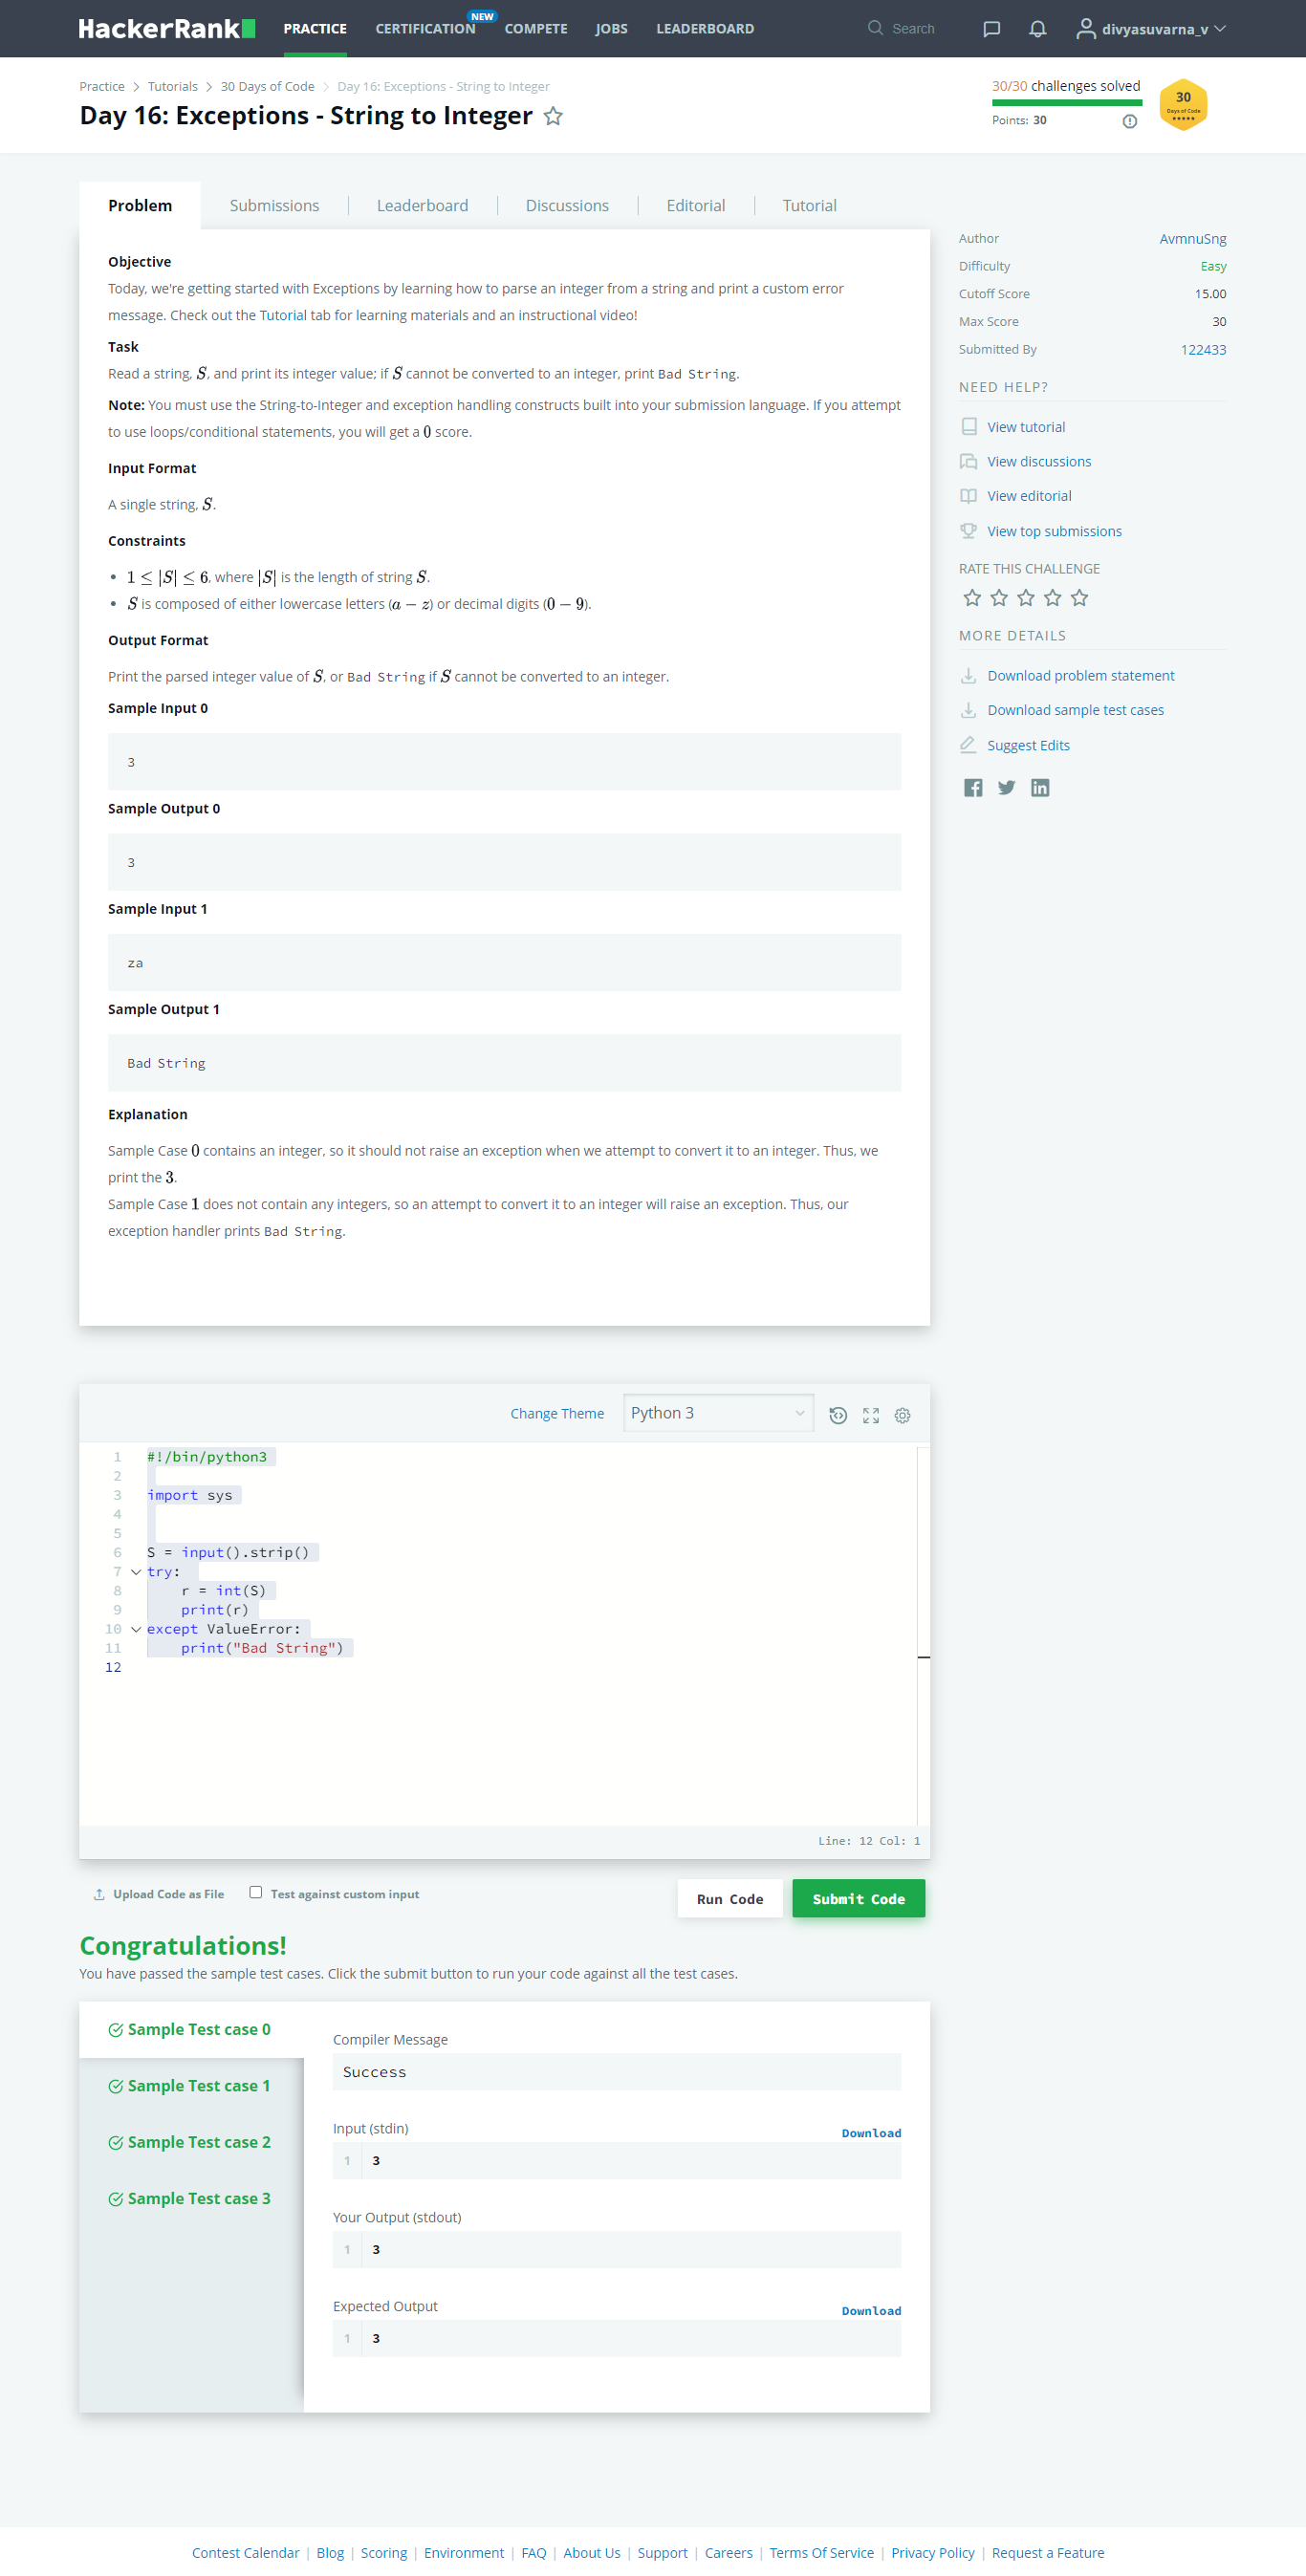 HackerRank
PRACTICE
CERTIFICATION
NEW
COMPETE
JOBS
LEADERBOARD
Search
divyasuvarna_v
Practice > Tutorials > 30 Days of Code > Day 16: Exceptions - String to Integer
Day 16: Exceptions - String to Integer
30/30 challenges solved
Points: 30
30
Days of Code
Problem
Submissions
Leaderboard
Discussions
Editorial
Tutorial
Objective
Today, we're getting started with Exceptions by learning how to parse an integer from a string and print a custom error
message. Check out the Tutorial tab for learning materials and an instructional video!
Task
Read a string, S, and print its integer value; if S cannot be converted to an integer, print Bad String.
Note: You must use the String-to-Integer and exception handling constructs built into your submission language. If you attempt
to use loops/conditional statements, you will get a 0 score.
Input Format
A single string, S.
Constraints
• 1 ≤ |S| ≤ 6, where |S| is the length of string S.
• S is composed of either lowercase letters (a − z) or decimal digits (0 − 9).
Output Format
Print the parsed integer value of S, or Bad String if S cannot be converted to an integer.
Sample Input 0
3
Sample Output 0
3
Sample Input 1
za
Sample Output 1
Bad String
Explanation
Sample Case 0 contains an integer, so it should not raise an exception when we attempt to convert it to an integer. Thus, we
print the 3.
Sample Case 1 does not contain any integers, so an attempt to convert it to an integer will raise an exception. Thus, our
exception handler prints Bad String.
Author AvmnuSng
Difficulty Easy
Cutoff Score 15.00
Max Score 30
Submitted By 122433
NEED HELP?
View tutorial
View discussions
View editorial
View top submissions
RATE THIS CHALLENGE
MORE DETAILS
Download problem statement
Download sample test cases
Suggest Edits
Change Theme
Python 3
1 #!/bin/python3
2
3 import sys
4
5
6 S = input().strip()
7 try:
8 r = int(S)
9 print(r)
10 except ValueError:
11 print("Bad String")
12
Line: 12 Col: 1
Upload Code as File
Test against custom input
Run Code
Submit Code
Congratulations!
You have passed the sample test cases. Click the submit button to run your code against all the test cases.
Sample Test case 0
Sample Test case 1
Sample Test case 2
Sample Test case 3
Compiler Message
Success
Input (stdin)
Download
1 3
Your Output (stdout)
1 3
Expected Output
Download
1 3
Contest Calendar | Blog | Scoring | Environment | FAQ | About Us | Support | Careers | Terms Of Service | Privacy Policy | Request a Feature